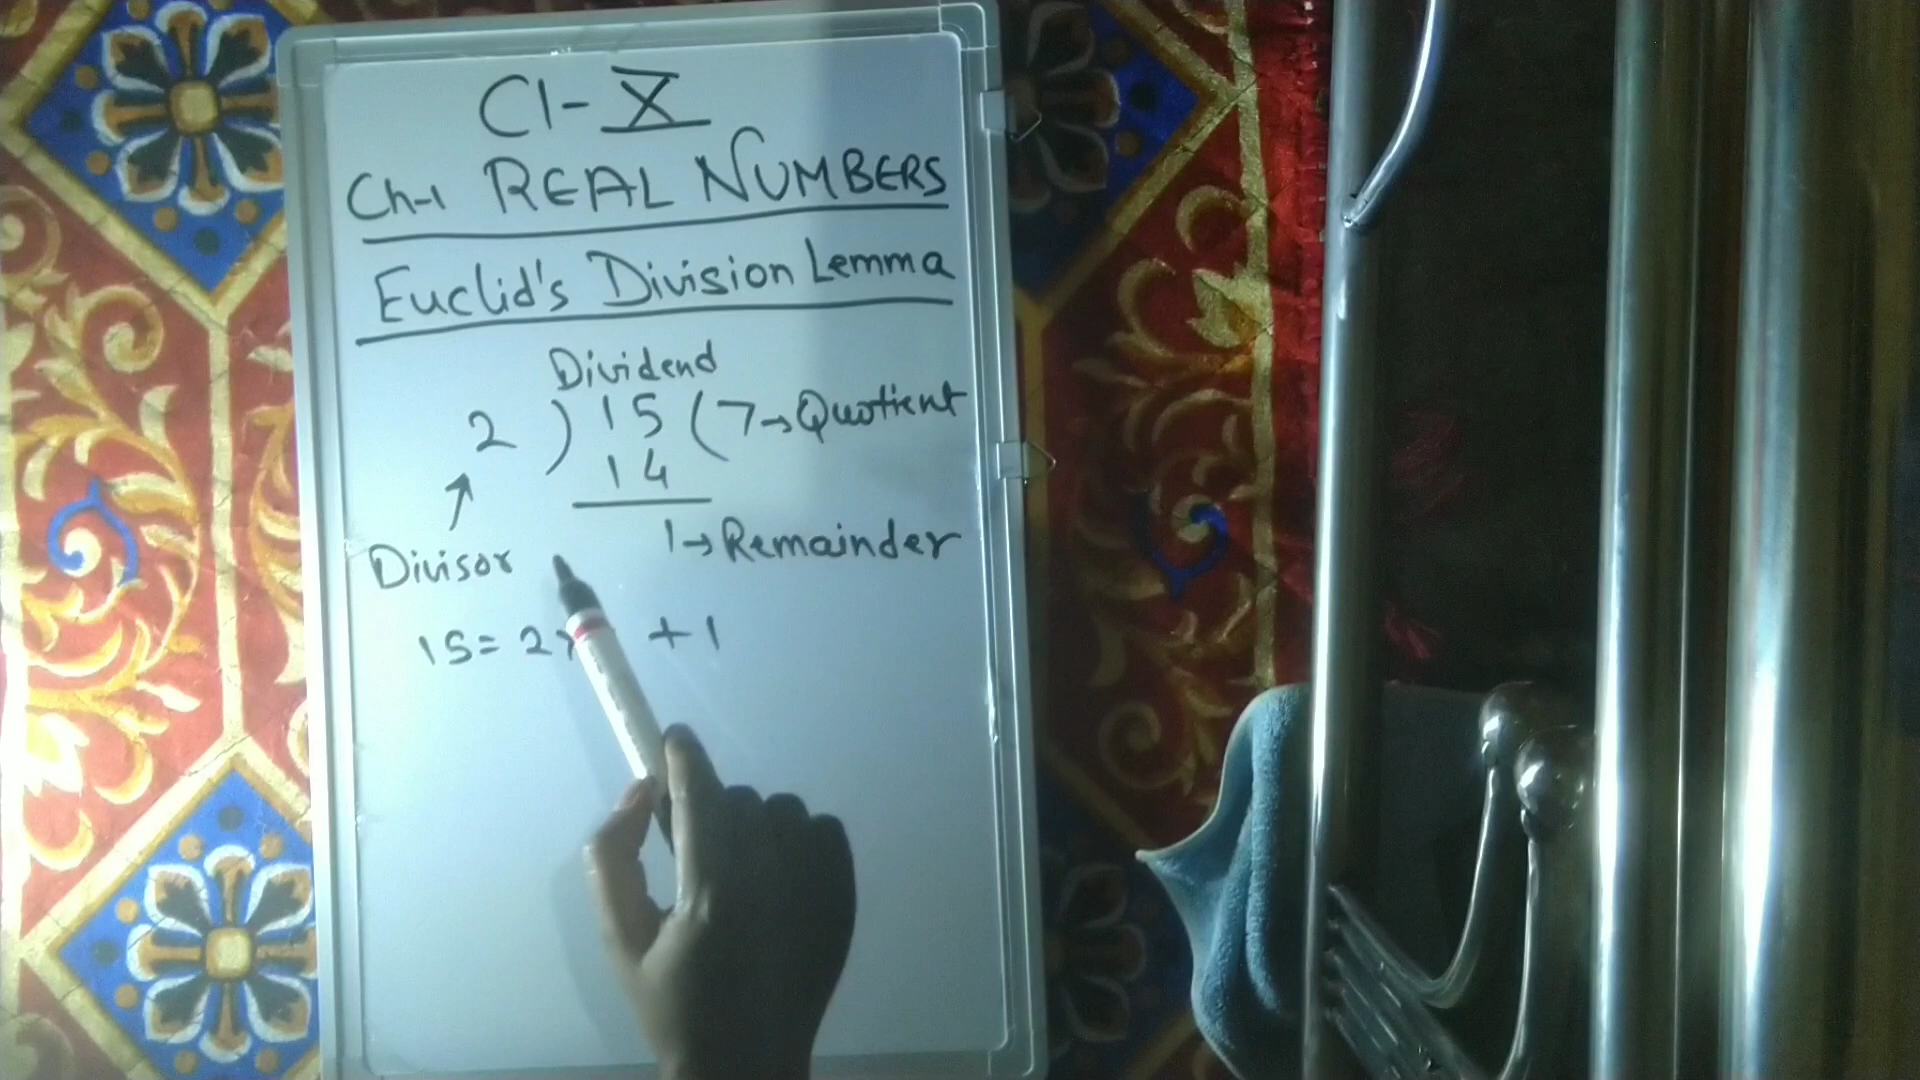 Cl-X
Ch-1 REAL NUMBERS
Euclid's Division Lemma
Dividend
2 ) 15 ( 7→Quotient
14
1→Remainder
Divisor
15=2x +1